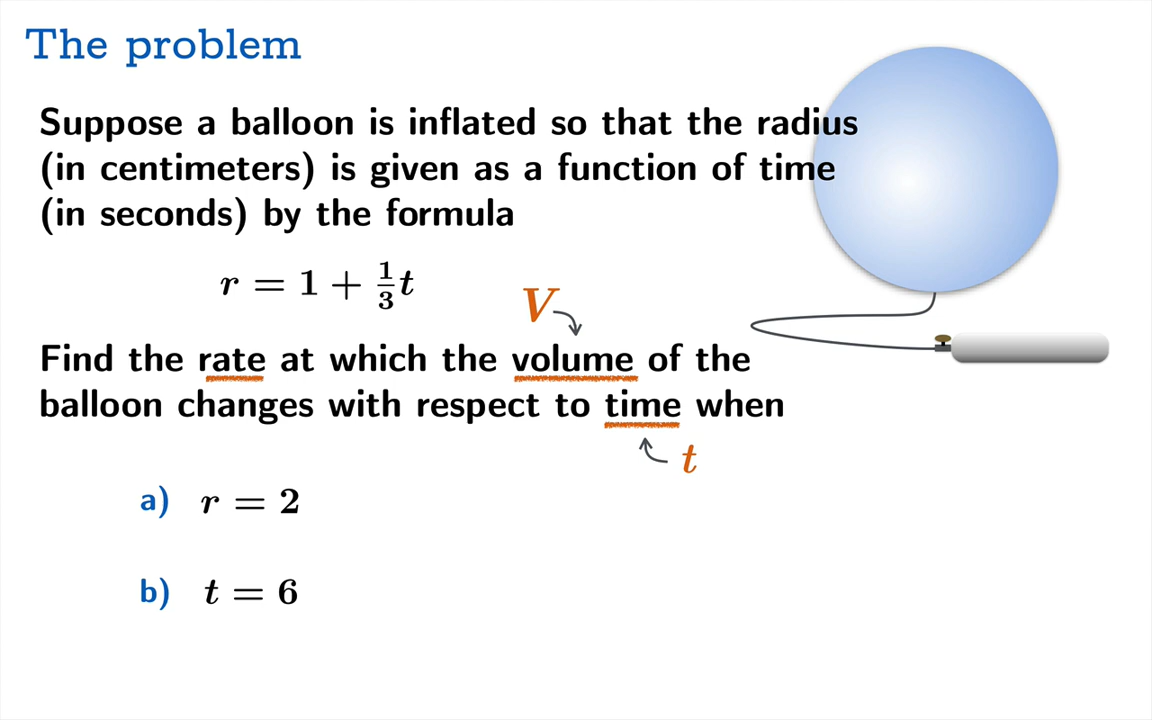 The problem
Suppose a balloon is inflated so that the radius
(in centimeters) is given as a function of time
(in seconds) by the formula
r = 1 + 1/3 t
V
Find the rate at which the volume of the
balloon changes with respect to time when
t
a) r = 2
b) t = 6